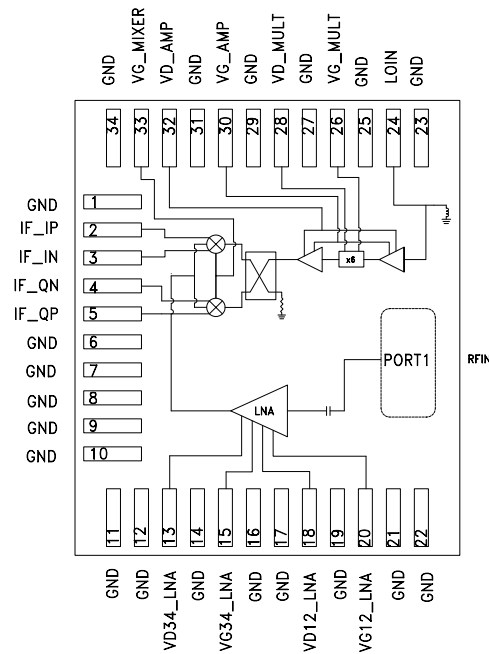 GND
VG_MIXER
VD_AMP
GND
VG_AMP
GND
VD_MULT
GND
VG_MULT
GND
LOIN
GND
34
33
32
31
30
29
28
27
26
25
24
23
GND 1
IF_IP 2
IF_IN 3
IF_QN 4
IF_QP 5
GND 6
GND 7
GND 8
GND 9
GND 10
x6
PORT1
RFIN
LNA
11
12
13
14
15
16
17
18
19
20
21
22
GND
GND
VD34_LNA
GND
VG34_LNA
GND
GND
VD12_LNA
GND
VG12_LNA
GND
GND